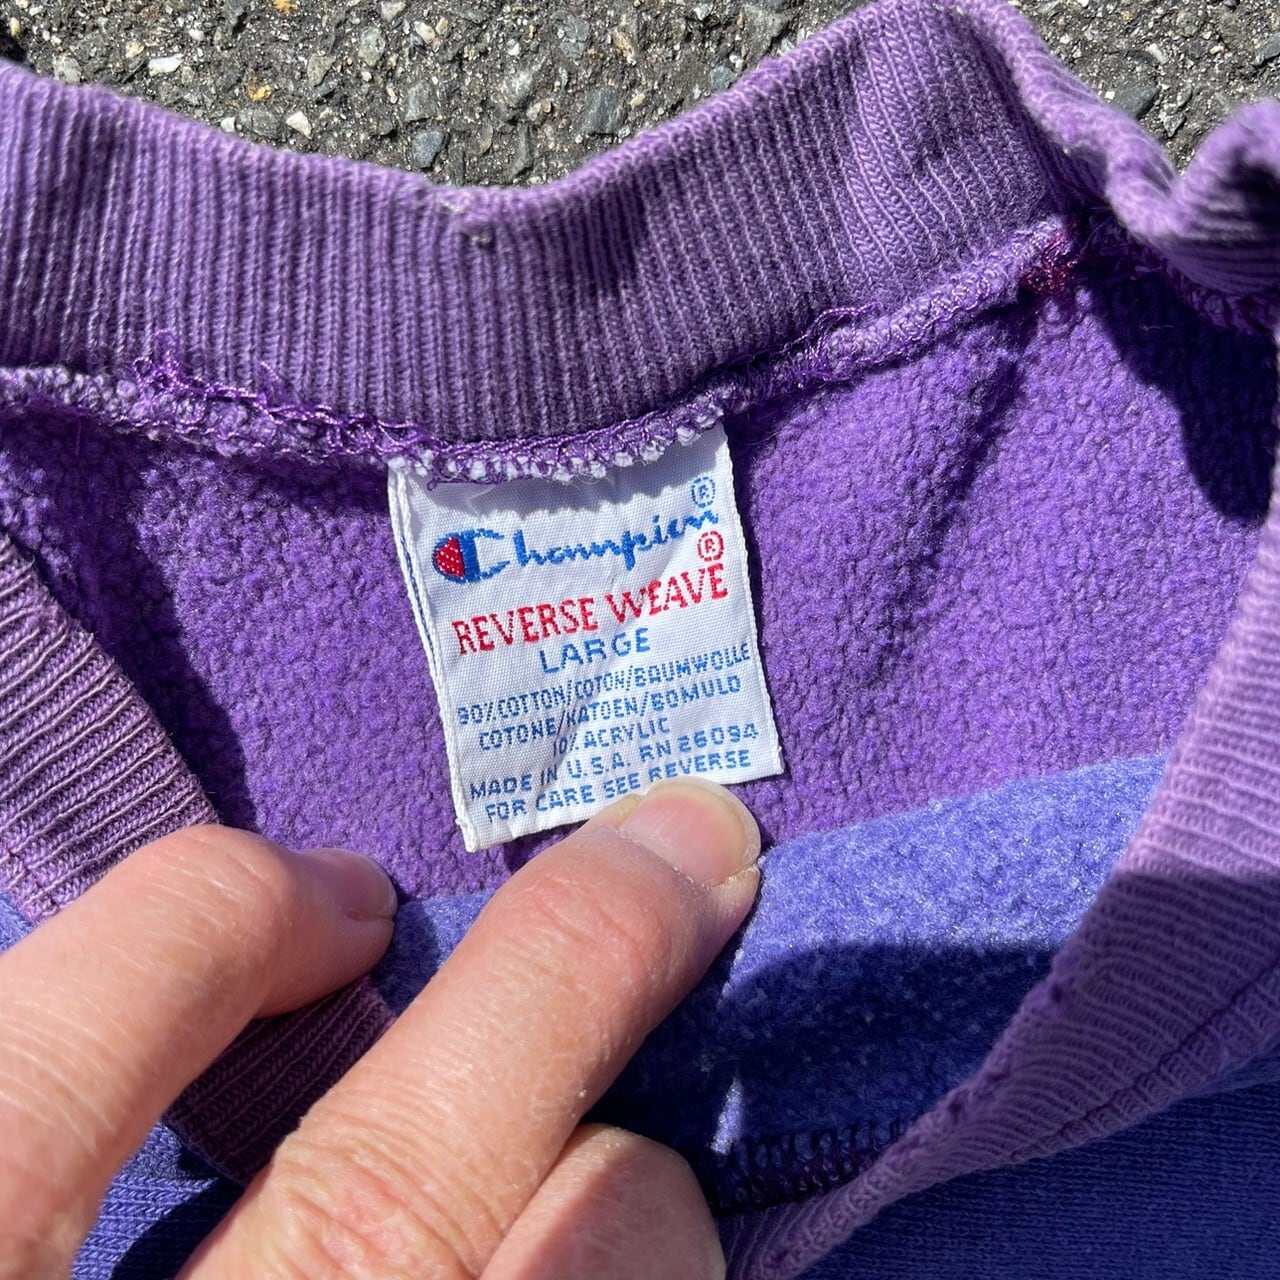 Champion®
REVERSE WEAVE®
LARGE
90% COTTON/COTON/BAUMWOLLE
COTONE/KATOEN/BOMULD
10% ACRYLIC
MADE IN U.S.A. RN 26094
FOR CARE SEE REVERSE